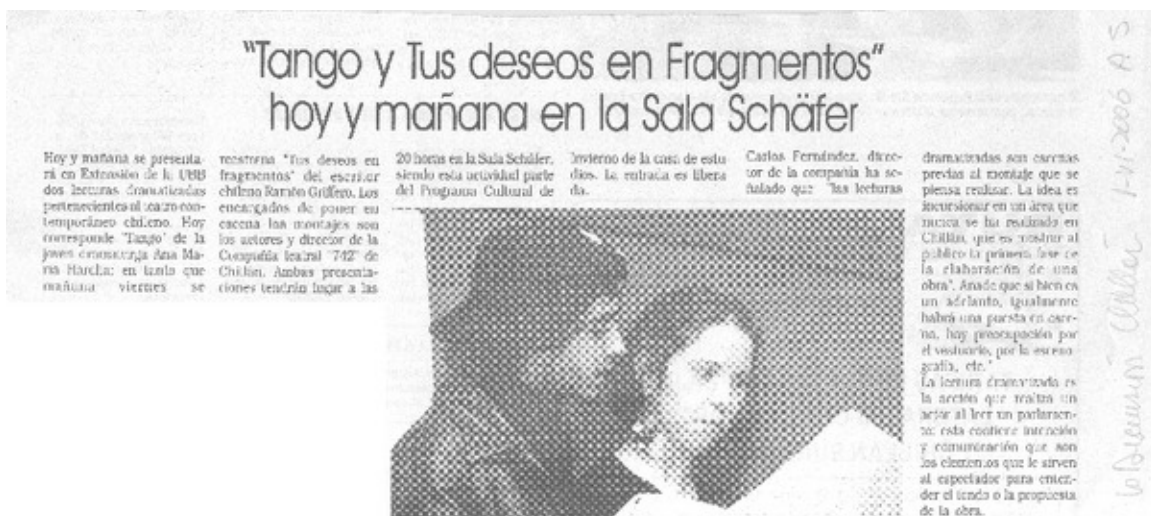 "Tango y Tus deseos en Fragmentos"
hoy y mañana en la Sala Schäfer
Hoy y mañana se presenta-
rá en Extensión de la UBB
dos lecturas dramatizadas
pertenecientes al teatro con-
temporáneo chileno. Hoy
corresponde "Tango" de la
joven dramaturga Ana Ma-
ría Harcha; en tanto que
mañana viernes se
reestrena "Tus deseos en
fragmentos" del escritor
chileno Ramón Griffero. Los
encargados de poner en
escena los montajes son
los actores y director de la
Compañía teatral "742" de
Chillán. Ambas presenta-
ciones tendrán lugar a las
20 horas en la Sala Schäfer,
siendo esta actividad parte
del Programa Cultural de
Invierno de la casa de estu-
dios. La entrada es libera
da.
Carlos Fernández, direc-
tor de la compañía ha se-
ñalado que "las lecturas
dramatizadas son escenas
previas al montaje que se
piensa realizar. La idea es
incursionar en un área que
nunca se ha realizado en
Chillán, que es mostrar al
público la primera fase de
la elaboración de una
obra". Añade que si bien es
un adelanto, igualmente
habrá una puesta en esce-
na, hay preocupación por
el vestuario, por la esceno-
grafía, etc."
La lectura dramatizada es
la acción que realiza un
actor al leer un parlamen-
to; esta contiene intención
y comunicación que son
los elementos que le sirven
al espectador para enten-
der el fondo o la propuesta
de la obra.
La Discusión